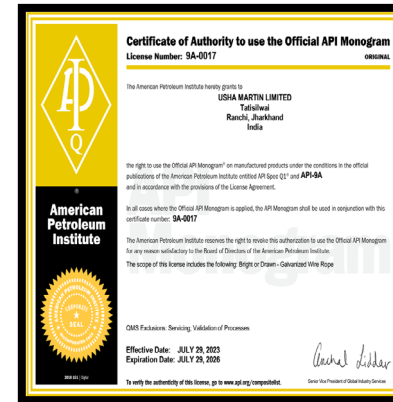 Certificate of Authority to use the Official API Monogram
License Number: 9A-0017
ORIGINAL
The American Petroleum Institute hereby grants to
USHA MARTIN LIMITED
Tatisilwai
Ranchi, Jharkhand
India
the right to use the Official API Monogram® on manufactured products under the conditions in the official
publications of the American Petroleum Institute entitled API Spec Q1® and API-9A
and in accordance with the provisions of the License Agreement.
In all cases where the Official API Monogram is applied, the API Monogram shall be used in conjunction with this
certificate number: 9A-0017
The American Petroleum Institute reserves the right to revoke this authorization to use the Official API Monogram
for any reason satisfactory to the Board of Directors of the American Petroleum Institute.
The scope of this license includes the following: Bright or Drawn - Galvanized Wire Rope
QMS Exclusions: Servicing, Validation of Processes
Effective Date: JULY 29, 2023
Expiration Date: JULY 29, 2026
To verify the authenticity of this license, go to www.api.org/compositelist.
Senior Vice President of Global Industry Services
API
Q
®
American
Petroleum
Institute
AMERICAN PETROLEUM INSTITUTE
CORPORATE
SEAL
Monogram